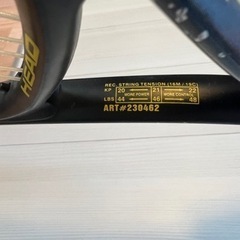 HEAD
REC. STRING TENSION (16M / 19C)
KP 20 21 22
MORE POWER MORE CONTROL
LBS 44 46 48
ART#230462